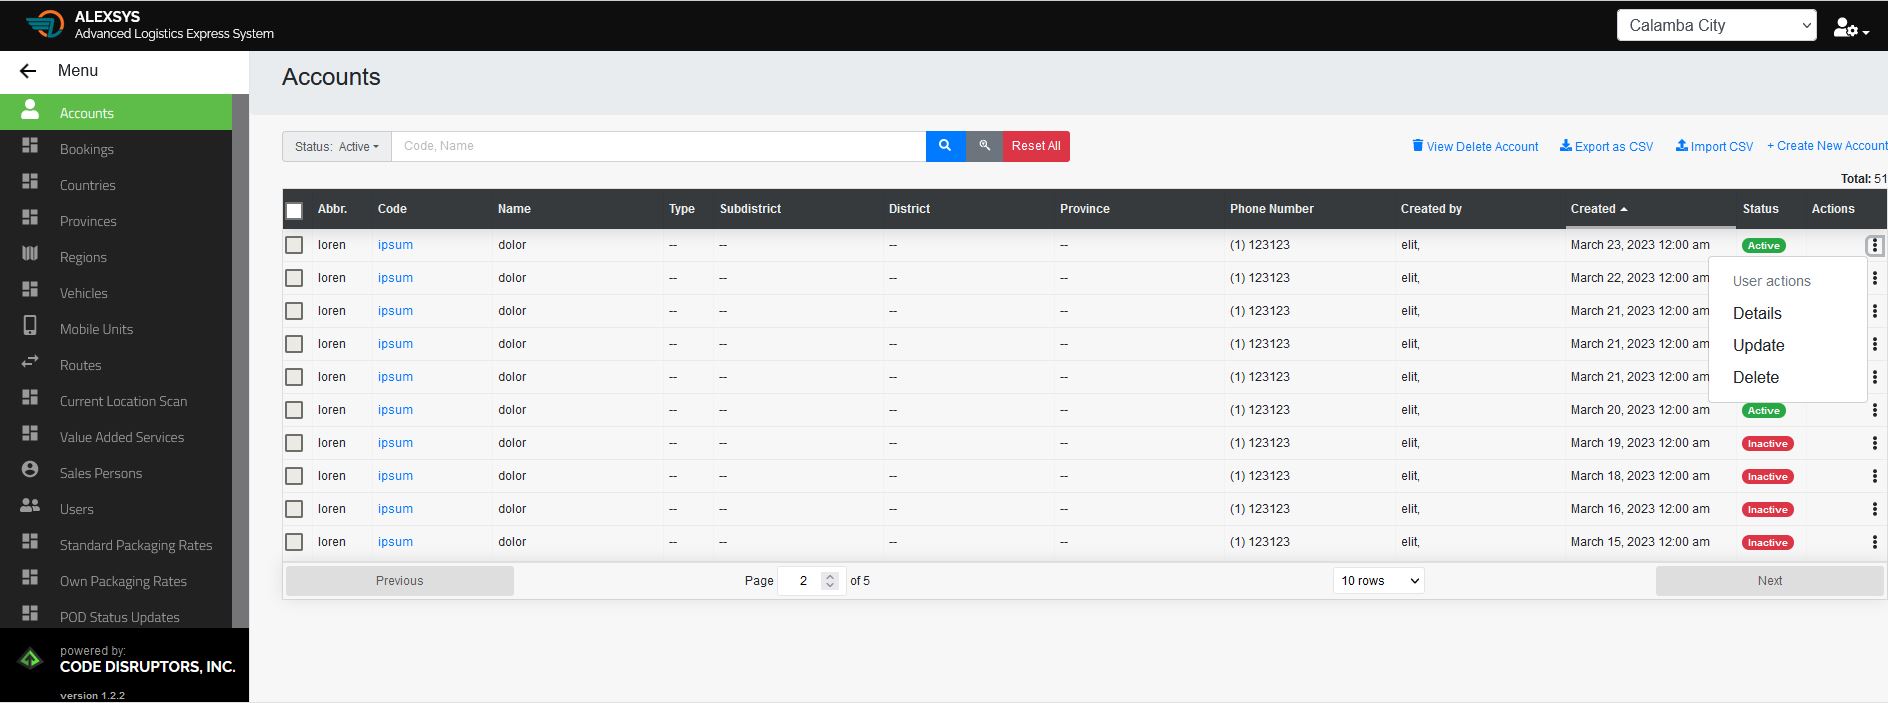 ALEXSYS
Advanced Logistics Express System
Calamba City
Menu
Accounts
Bookings
Countries
Provinces
Regions
Vehicles
Mobile Units
Routes
Current Location Scan
Value Added Services
Sales Persons
Users
Standard Packaging Rates
Own Packaging Rates
POD Status Updates
powered by:
CODE DISRUPTORS, INC.
version 1.2.2
Accounts
Status: Active Code, Name Reset All
View Delete Account Export as CSV Import CSV + Create New Account
Total: 51
Abbr. Code Name Type Subdistrict District Province Phone Number Created by Created Status Actions
loren ipsum dolor -- -- -- -- (1) 123123 elit, March 23, 2023 12:00 am Active
loren ipsum dolor -- -- -- -- (1) 123123 elit, March 22, 2023 12:00 am
loren ipsum dolor -- -- -- -- (1) 123123 elit, March 21, 2023 12:00 am
loren ipsum dolor -- -- -- -- (1) 123123 elit, March 21, 2023 12:00 am
loren ipsum dolor -- -- -- -- (1) 123123 elit, March 21, 2023 12:00 am
loren ipsum dolor -- -- -- -- (1) 123123 elit, March 20, 2023 12:00 am Active
loren ipsum dolor -- -- -- -- (1) 123123 elit, March 19, 2023 12:00 am Inactive
loren ipsum dolor -- -- -- -- (1) 123123 elit, March 18, 2023 12:00 am Inactive
loren ipsum dolor -- -- -- -- (1) 123123 elit, March 16, 2023 12:00 am Inactive
loren ipsum dolor -- -- -- -- (1) 123123 elit, March 15, 2023 12:00 am Inactive
User actions
Details
Update
Delete
Previous Page 2 of 5 10 rows Next